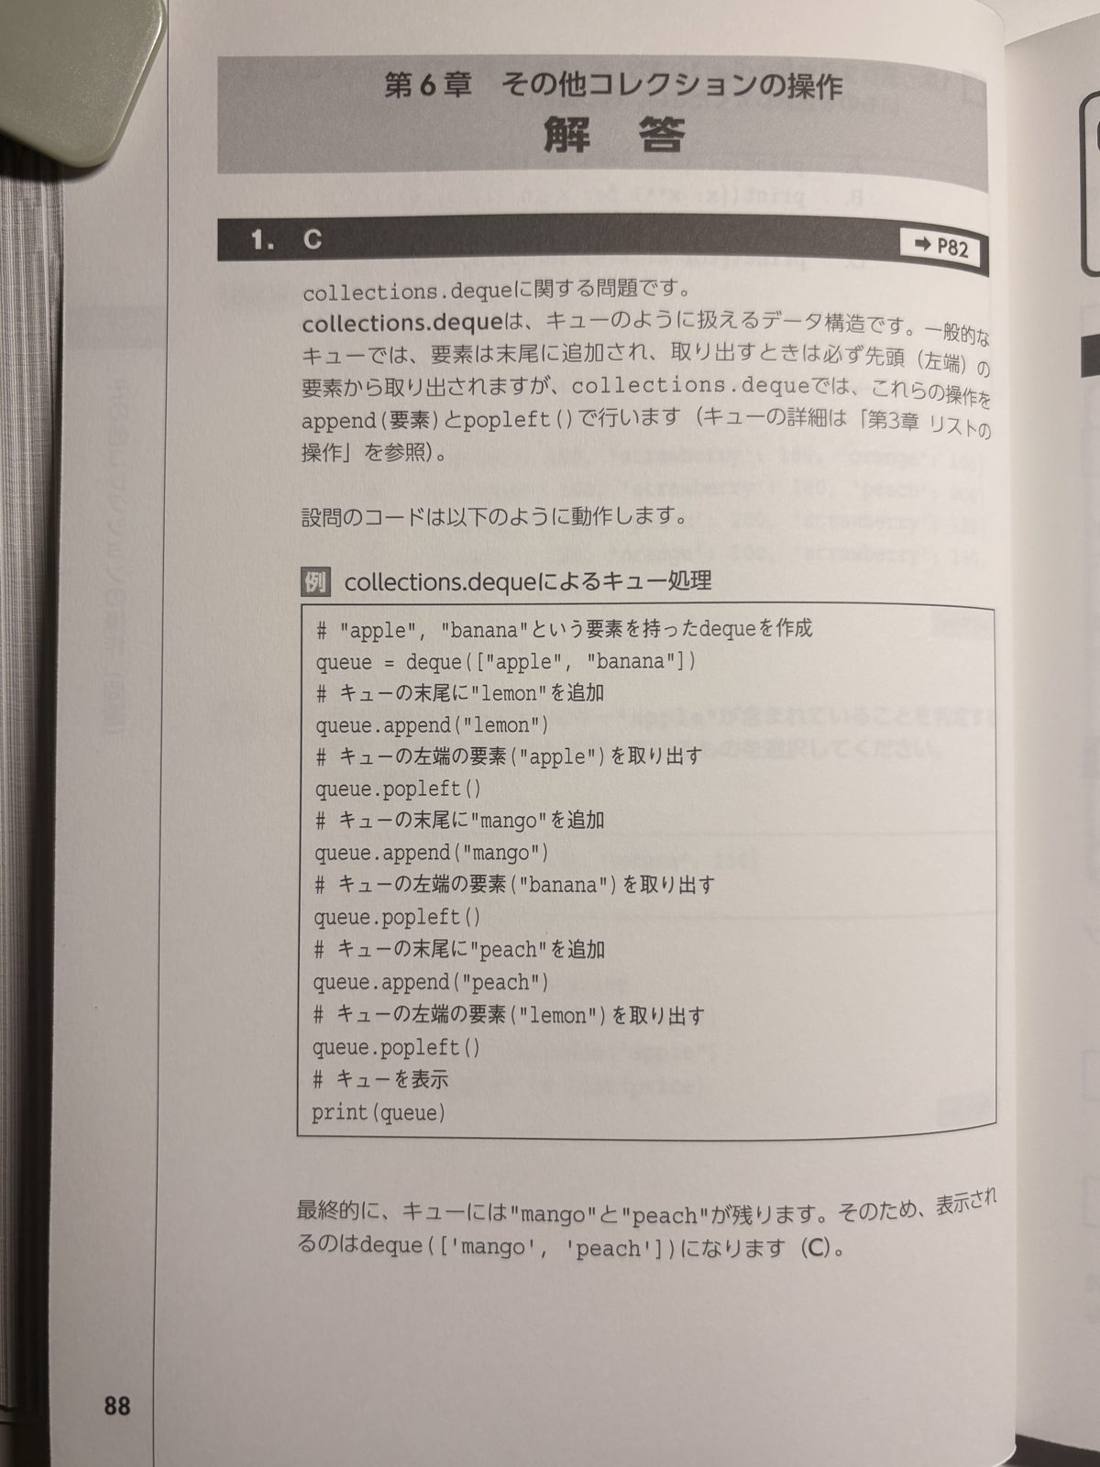 第6章 その他コレクションの操作
解 答
1. C
➡ P82
collections.dequeに関する問題です。
collections.dequeは、キューのように扱えるデータ構造です。一般的な
キューでは、要素は末尾に追加され、取り出すときは必ず先頭（左端）の
要素から取り出されますが、collections.dequeでは、これらの操作を
append(要素)とpopleft()で行います（キューの詳細は「第3章 リストの
操作」を参照）。
設問のコードは以下のように動作します。
例 collections.dequeによるキュー処理
# "apple", "banana"という要素を持ったdequeを作成
queue = deque(["apple", "banana"])
# キューの末尾に"lemon"を追加
queue.append("lemon")
# キューの左端の要素("apple")を取り出す
queue.popleft()
# キューの末尾に"mango"を追加
queue.append("mango")
# キューの左端の要素("banana")を取り出す
queue.popleft()
# キューの末尾に"peach"を追加
queue.append("peach")
# キューの左端の要素("lemon")を取り出す
queue.popleft()
# キューを表示
print(queue)
最終的に、キューには"mango"と"peach"が残ります。そのため、表示され
るのはdeque(['mango', 'peach'])になります（C）。
88